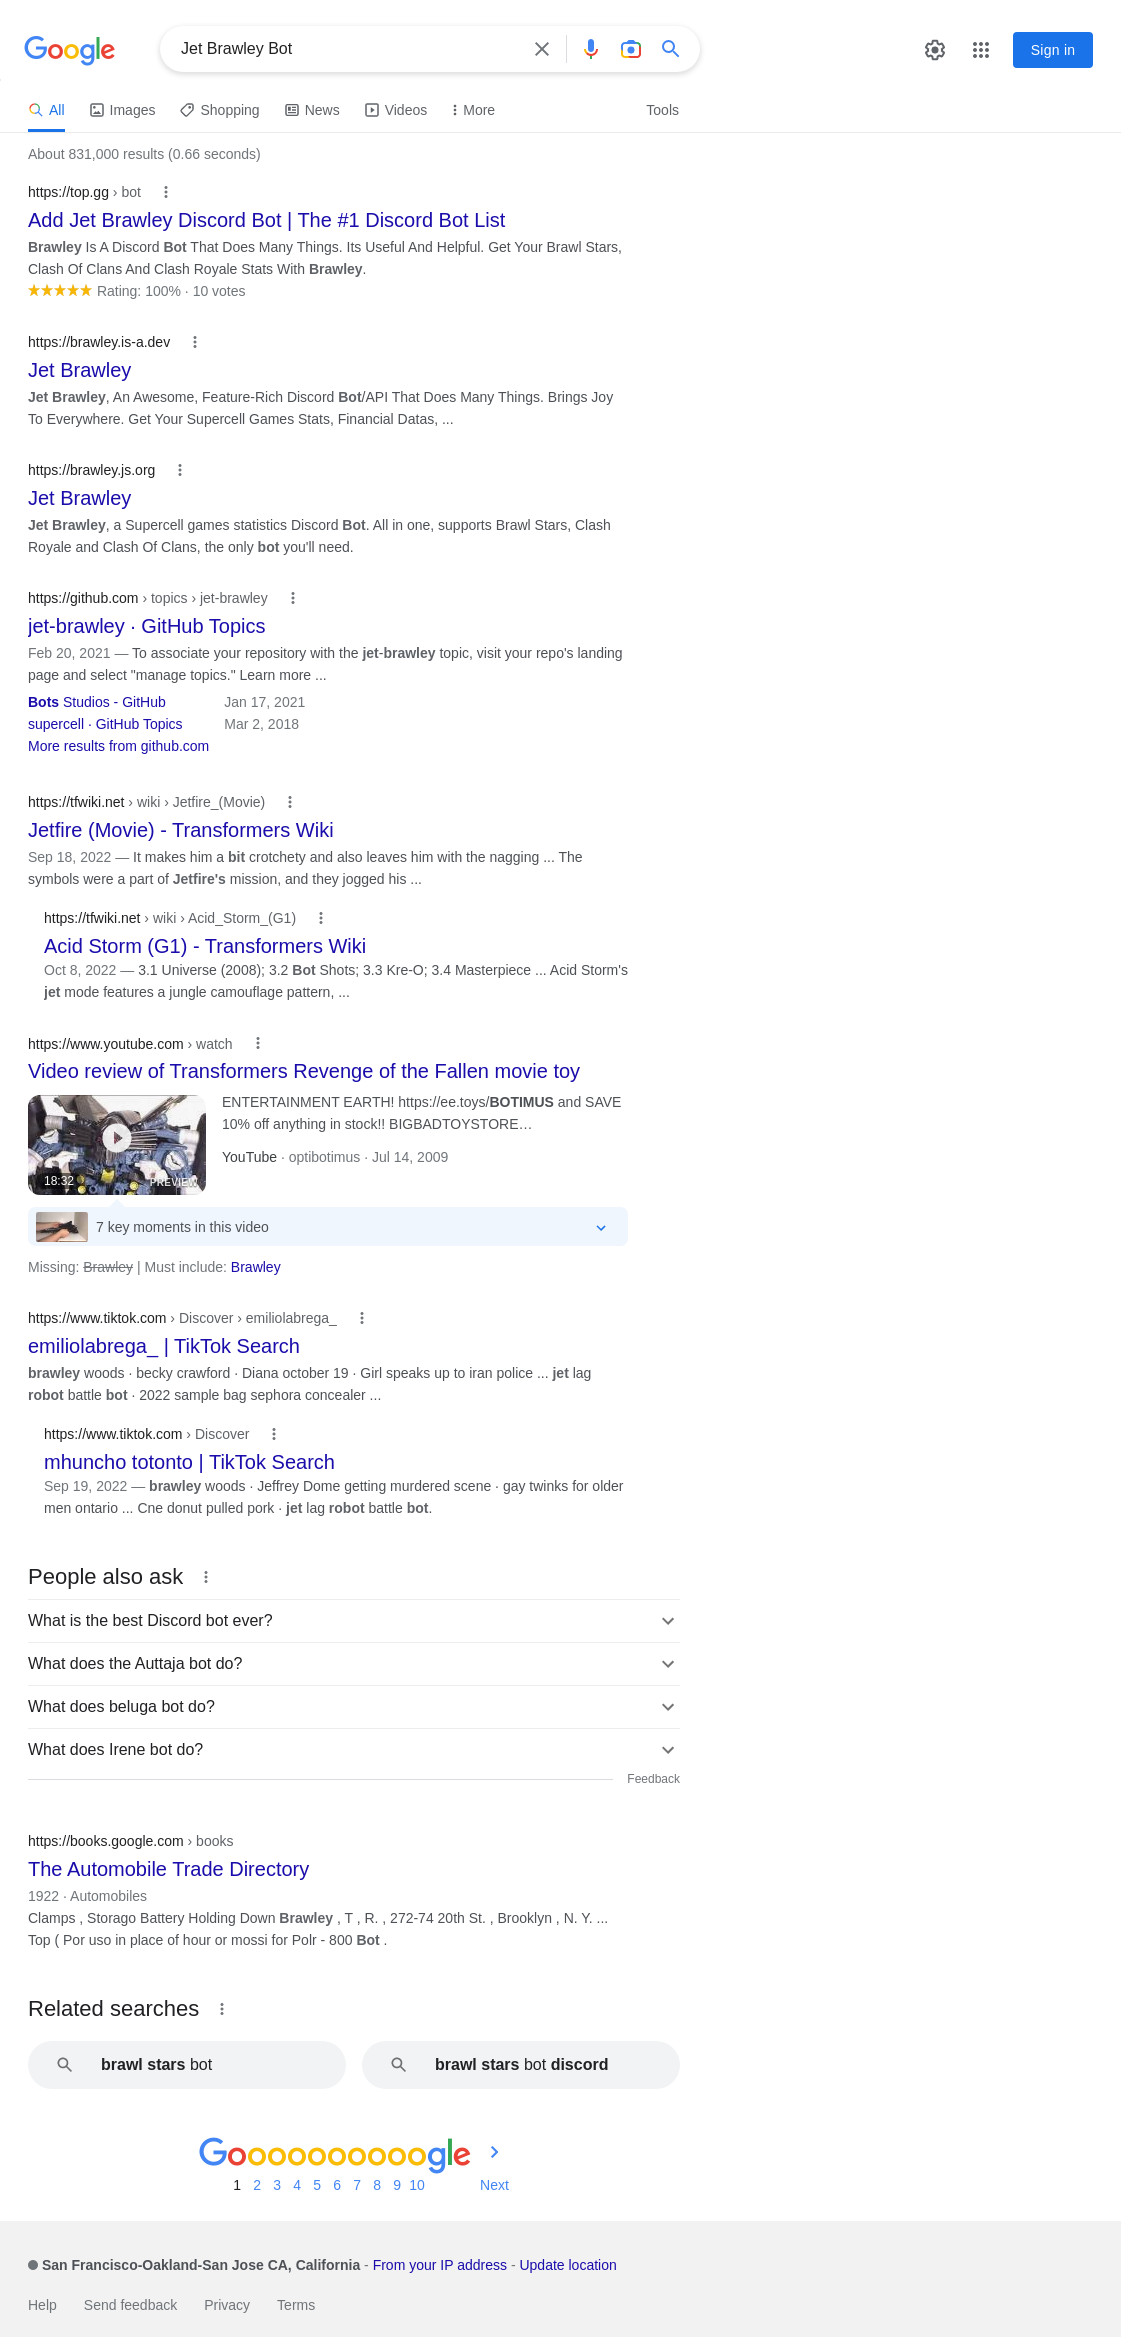 Google
Jet Brawley Bot
Sign in
All
Images
Shopping
News
Videos
More
Tools
About 831,000 results (0.66 seconds)
https://top.gg › bot
Add Jet Brawley Discord Bot | The #1 Discord Bot List
Brawley Is A Discord Bot That Does Many Things. Its Useful And Helpful. Get Your Brawl Stars,
Clash Of Clans And Clash Royale Stats With Brawley.
Rating: 100% · 10 votes
https://brawley.is-a.dev
Jet Brawley
Jet Brawley, An Awesome, Feature-Rich Discord Bot/API That Does Many Things. Brings Joy
To Everywhere. Get Your Supercell Games Stats, Financial Datas, ...
https://brawley.js.org
Jet Brawley
Jet Brawley, a Supercell games statistics Discord Bot. All in one, supports Brawl Stars, Clash
Royale and Clash Of Clans, the only bot you'll need.
https://github.com › topics › jet-brawley
jet-brawley · GitHub Topics
Feb 20, 2021 — To associate your repository with the jet-brawley topic, visit your repo's landing
page and select "manage topics." Learn more ...
Bots Studios - GitHub Jan 17, 2021
supercell · GitHub Topics Mar 2, 2018
More results from github.com
https://tfwiki.net › wiki › Jetfire_(Movie)
Jetfire (Movie) - Transformers Wiki
Sep 18, 2022 — It makes him a bit crotchety and also leaves him with the nagging ... The
symbols were a part of Jetfire's mission, and they jogged his ...
https://tfwiki.net › wiki › Acid_Storm_(G1)
Acid Storm (G1) - Transformers Wiki
Oct 8, 2022 — 3.1 Universe (2008); 3.2 Bot Shots; 3.3 Kre-O; 3.4 Masterpiece ... Acid Storm's
jet mode features a jungle camouflage pattern, ...
https://www.youtube.com › watch
Video review of Transformers Revenge of the Fallen movie toy
ENTERTAINMENT EARTH! https://ee.toys/BOTIMUS and SAVE
10% off anything in stock!! BIGBADTOYSTORE…
YouTube · optibotimus · Jul 14, 2009
18:32
PREVIEW
7 key moments in this video
Missing: Brawley | Must include: Brawley
https://www.tiktok.com › Discover › emiliolabrega_
emiliolabrega_ | TikTok Search
brawley woods · becky crawford · Diana october 19 · Girl speaks up to iran police ... jet lag
robot battle bot · 2022 sample bag sephora concealer ...
https://www.tiktok.com › Discover
mhuncho totonto | TikTok Search
Sep 19, 2022 — brawley woods · Jeffrey Dome getting murdered scene · gay twinks for older
men ontario ... Cne donut pulled pork · jet lag robot battle bot.
People also ask
What is the best Discord bot ever?
What does the Auttaja bot do?
What does beluga bot do?
What does Irene bot do?
Feedback
https://books.google.com › books
The Automobile Trade Directory
1922 · Automobiles
Clamps , Storago Battery Holding Down Brawley , T , R. , 272-74 20th St. , Brooklyn , N. Y. ...
Top ( Por uso in place of hour or mossi for Polr - 800 Bot .
Related searches
brawl stars bot
brawl stars bot discord
Goooooooooogle
1 2 3 4 5 6 7 8 9 10 Next
San Francisco-Oakland-San Jose CA, California - From your IP address - Update location
Help Send feedback Privacy Terms